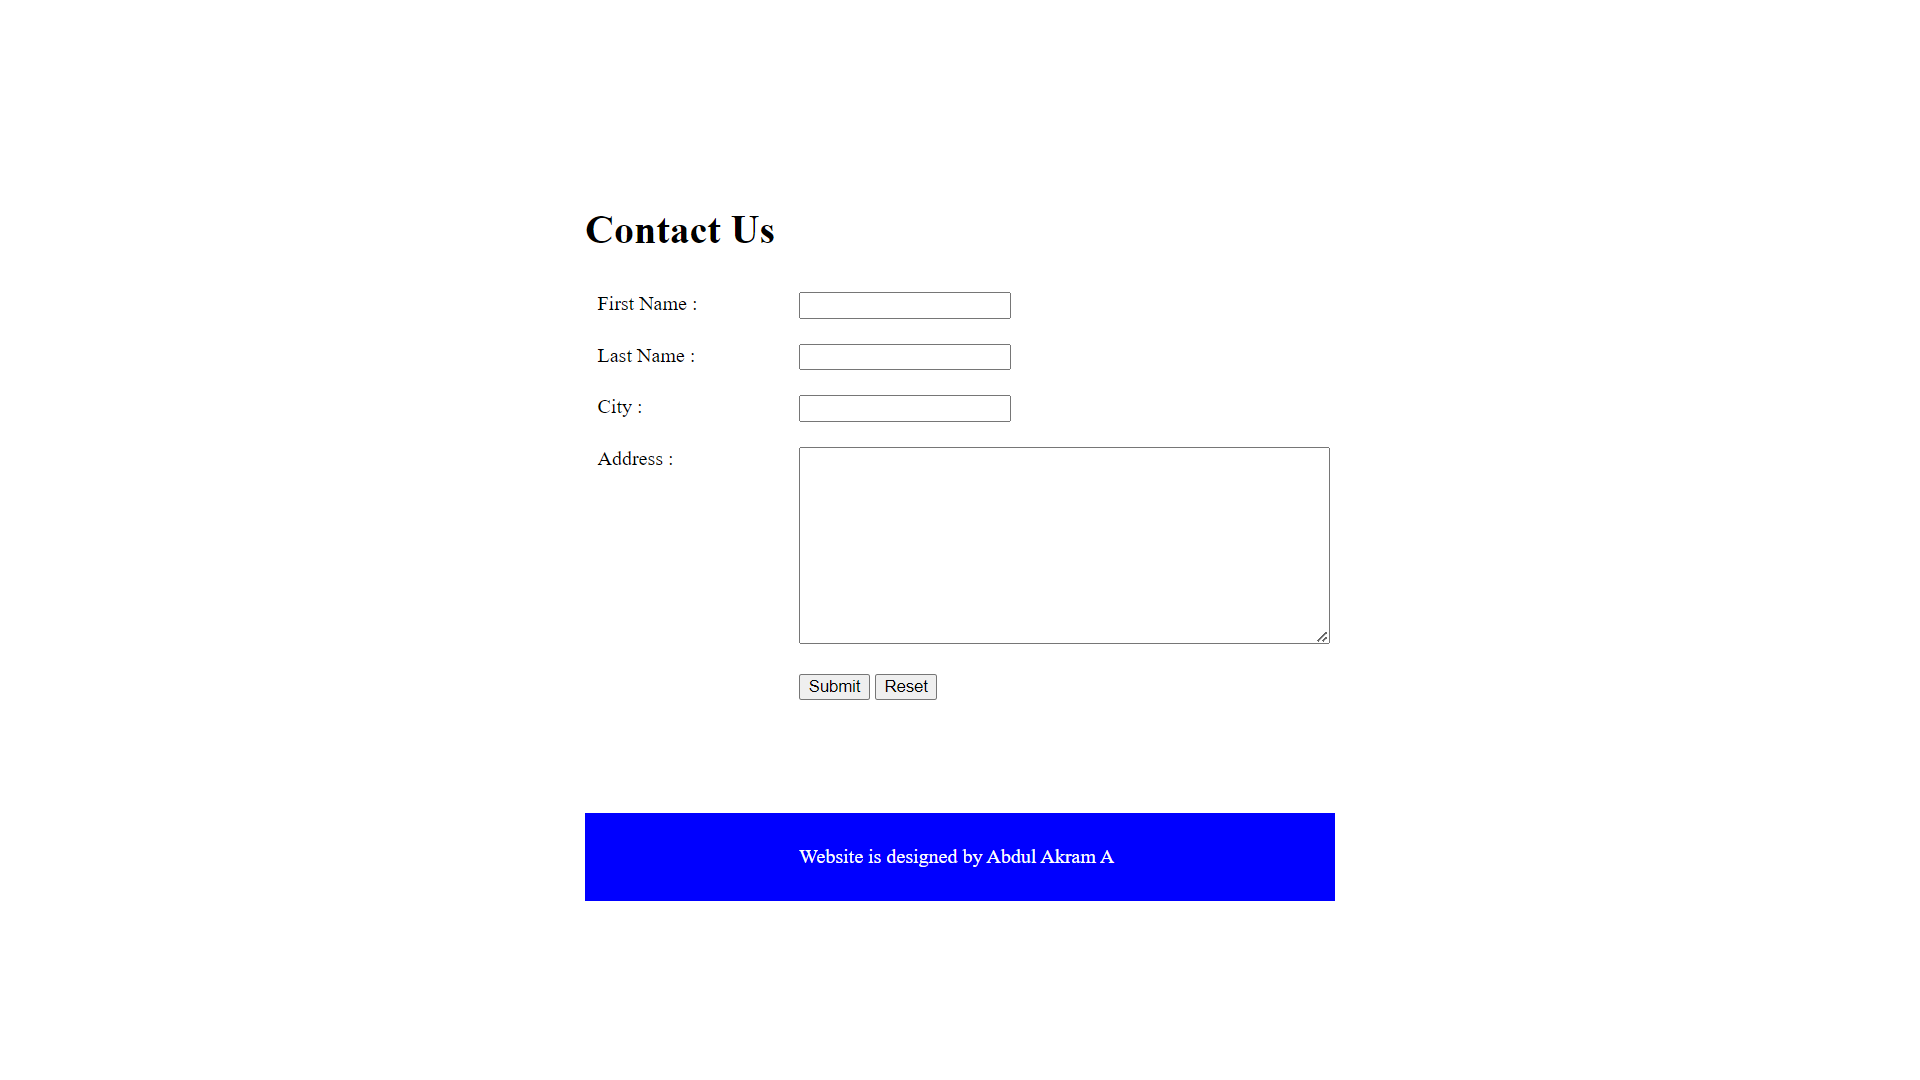 Contact Us
First Name :
Last Name :
City :
Address :
Submit Reset
Website is designed by Abdul Akram A